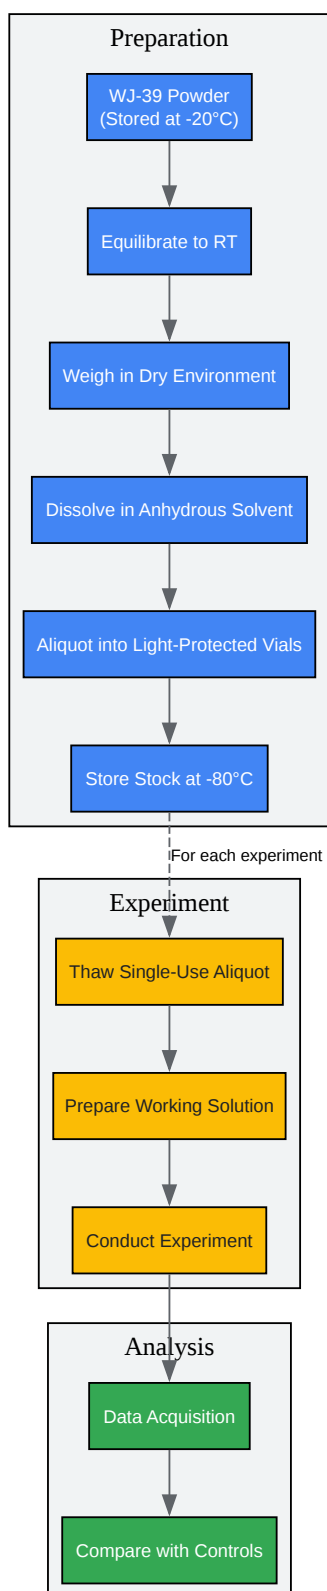 Preparation
WJ-39 Powder
(Stored at -20°C)
Equilibrate to RT
Weigh in Dry Environment
Dissolve in Anhydrous Solvent
Aliquot into Light-Protected Vials
Store Stock at -80°C
For each experiment
Experiment
Thaw Single-Use Aliquot
Prepare Working Solution
Conduct Experiment
Analysis
Data Acquisition
Compare with Controls